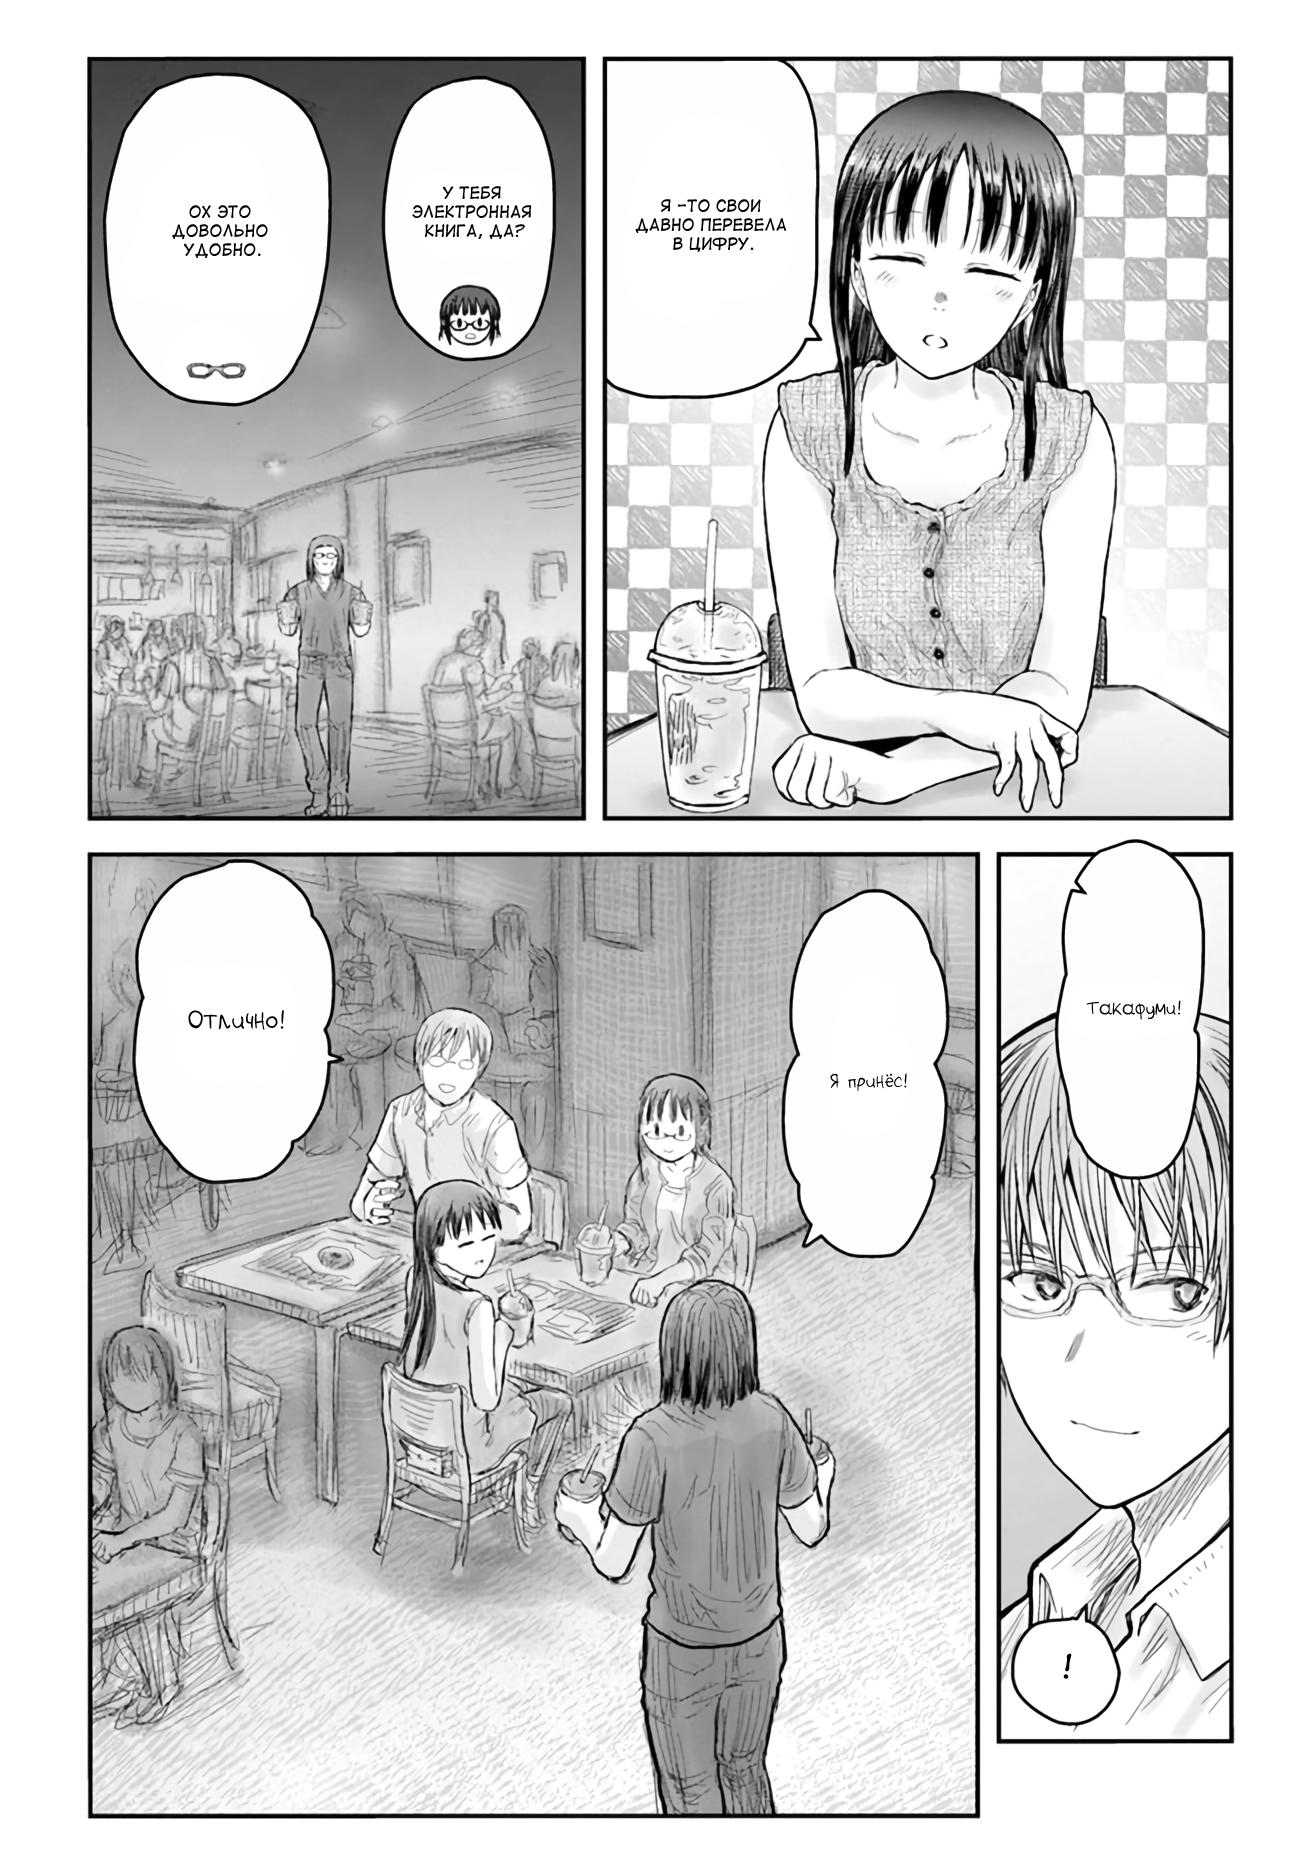 Я -ТО СВОИ
ДАВНО ПЕРЕВЕЛА
В ЦИФРУ.
У ТЕБЯ
ЭЛЕКТРОННАЯ
КНИГА, ДА?
ОХ ЭТО
ДОВОЛЬНО
УДОБНО.
Такафуми!
!
Я принёс!
Отлично!